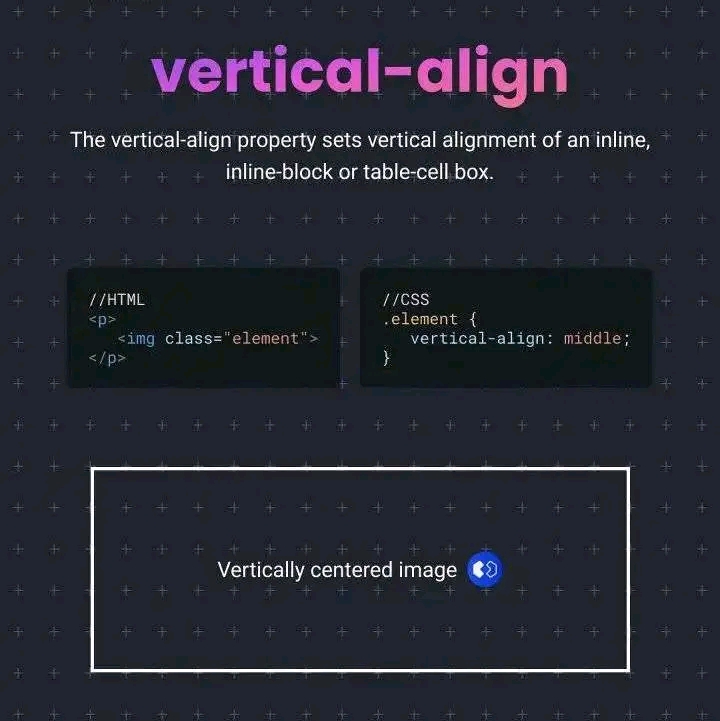 vertical-align
The vertical-align property sets vertical alignment of an inline,
inline-block or table-cell box.
//HTML
<p>
   <img class="element">
</p>
//CSS
.element {
   vertical-align: middle;
}
Vertically centered image